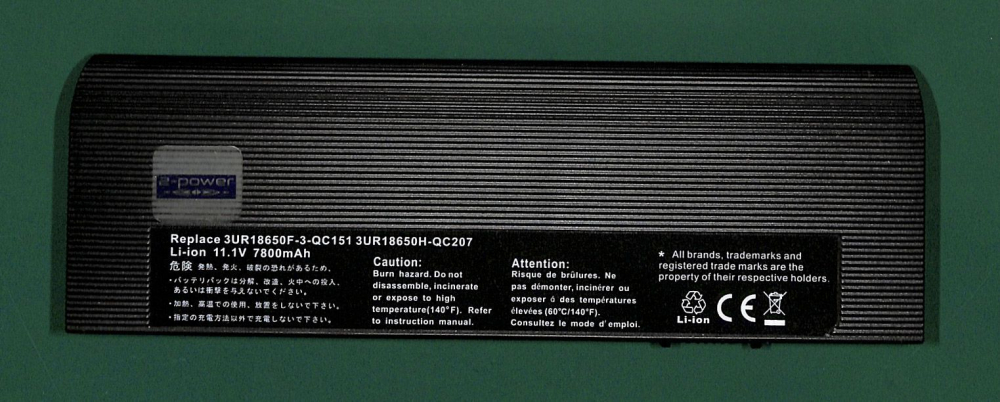 2-power
Replace 3UR18650F-3-QC151 3UR18650H-QC207
Li-ion 11.1V 7800mAh
危険 発熱、発火、破裂の恐れがあるため、
・バッテリパックは分解、改造、火中への投入、
あるいは衝撃を与えないでください。
・加熱、高温での使用、放置をしないで下さい。
・指定の充電方法以外で充電しないで下さい。
Caution:
Burn hazard. Do not
disassemble, incinerate
or expose to high
temperature(140°F). Refer
to instruction manual.
Attention:
Risque de brûlures. Ne
pas démonter, incinérer ou
exposer á des températures
élevées (60°C/140°F).
Consultez le mode d'emploi.
* All brands, trademarks and
registered trade marks are the
property of their respective holders.
Li-ion
CE